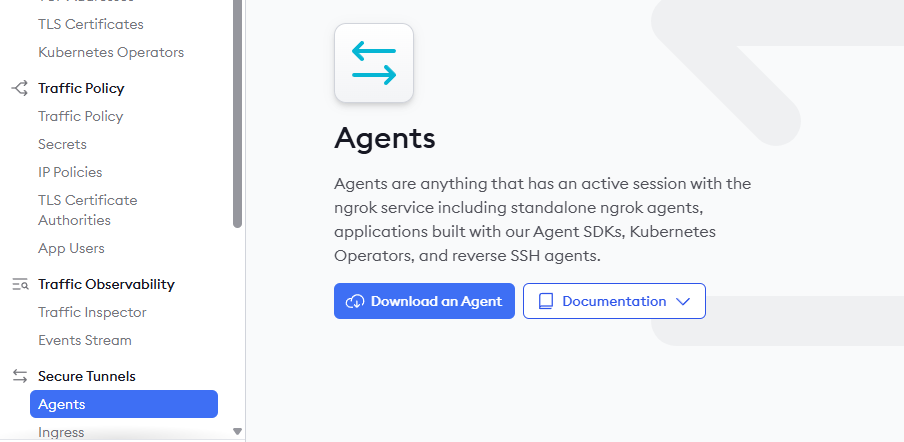 TLS Certificates
Kubernetes Operators
Traffic Policy
Traffic Policy
Secrets
IP Policies
TLS Certificate
Authorities
App Users
Traffic Observability
Traffic Inspector
Events Stream
Secure Tunnels
Agents
Ingress
Agents
Agents are anything that has an active session with the
ngrok service including standalone ngrok agents,
applications built with our Agent SDKs, Kubernetes
Operators, and reverse SSH agents.
Download an Agent
Documentation